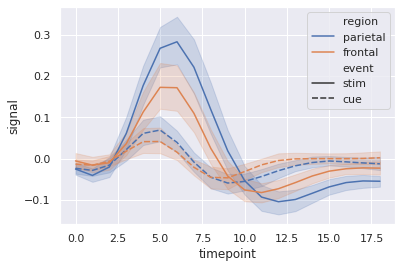 region
parietal
frontal
event
stim
cue
signal
0.3
0.2
0.1
0.0
−0.1
0.0
2.5
5.0
7.5
10.0
12.5
15.0
17.5
timepoint